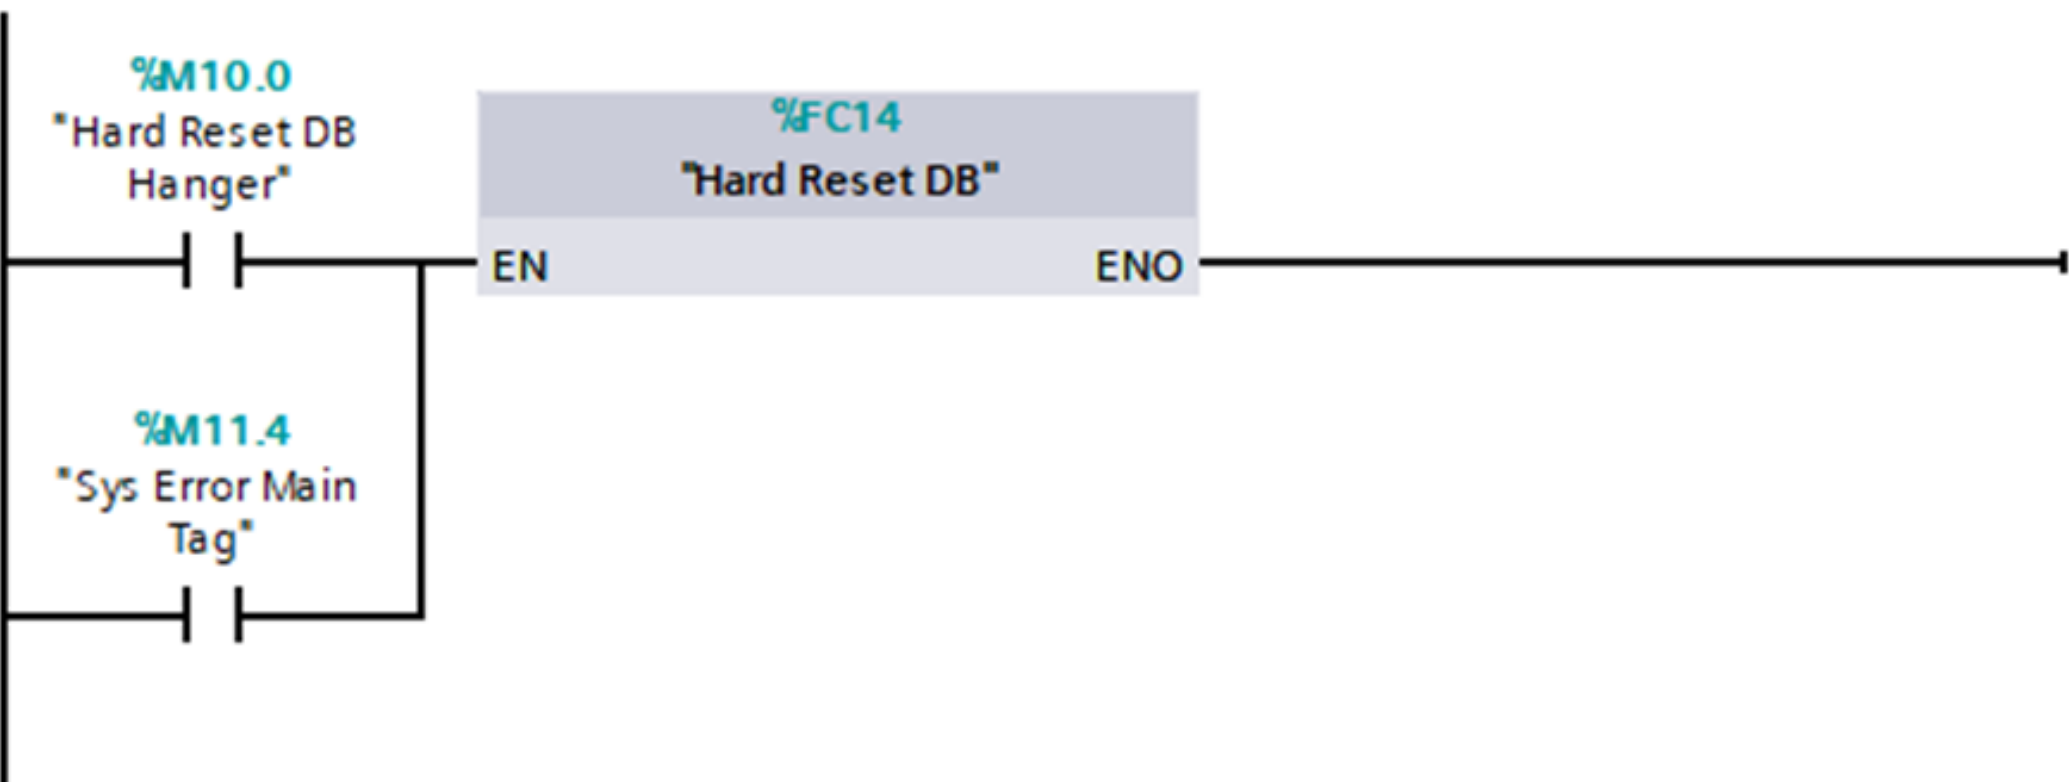 %M10.0
"Hard Reset DB
Hanger"
%FC14
"Hard Reset DB"
EN
ENO
%M11.4
"Sys Error Main
Tag"